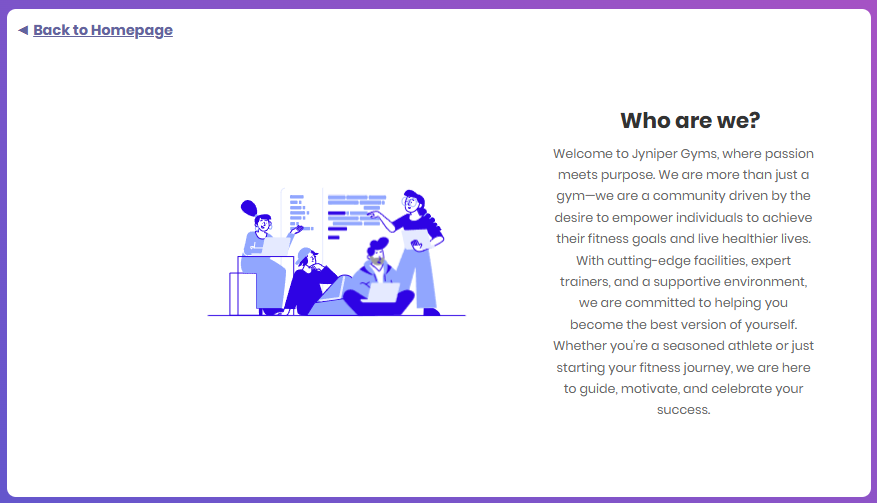 ◄ Back to Homepage
Who are we?
Welcome to Jyniper Gyms, where passion
meets purpose. We are more than just a
gym—we are a community driven by the
desire to empower individuals to achieve
their fitness goals and live healthier lives.
With cutting-edge facilities, expert
trainers, and a supportive environment,
we are committed to helping you
become the best version of yourself.
Whether you're a seasoned athlete or just
starting your fitness journey, we are here
to guide, motivate, and celebrate your
success.